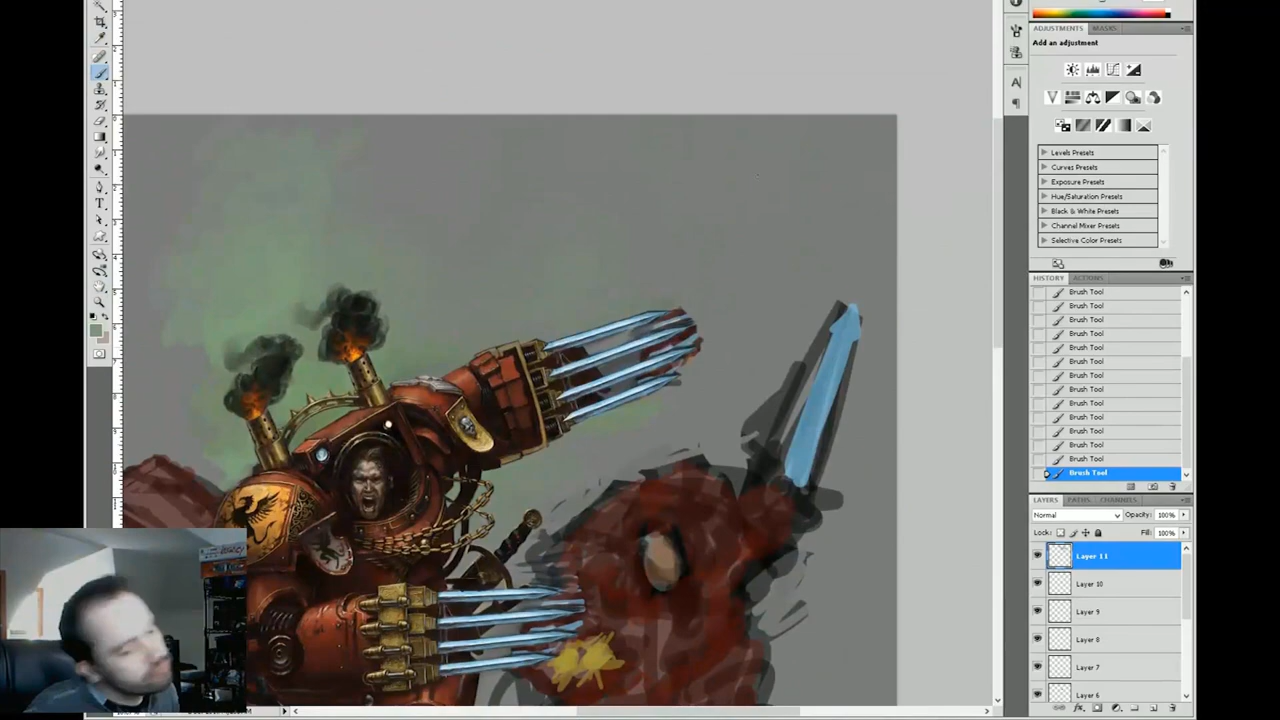 ADJUSTMENTS MASKS
Add an adjustment
Levels Presets
Curves Presets
Exposure Presets
Hue/Saturation Presets
Black & White Presets
Channel Mixer Presets
Selective Color Presets
HISTORY ACTIONS
Brush Tool
Brush Tool
Brush Tool
Brush Tool
Brush Tool
Brush Tool
Brush Tool
Brush Tool
Brush Tool
Brush Tool
Brush Tool
Brush Tool
Brush Tool
Brush Tool
LAYERS PATHS CHANNELS
Normal Opacity: 100%
Lock: Fill: 100%
Layer 11
Layer 10
Layer 9
Layer 8
Layer 7
Layer 6